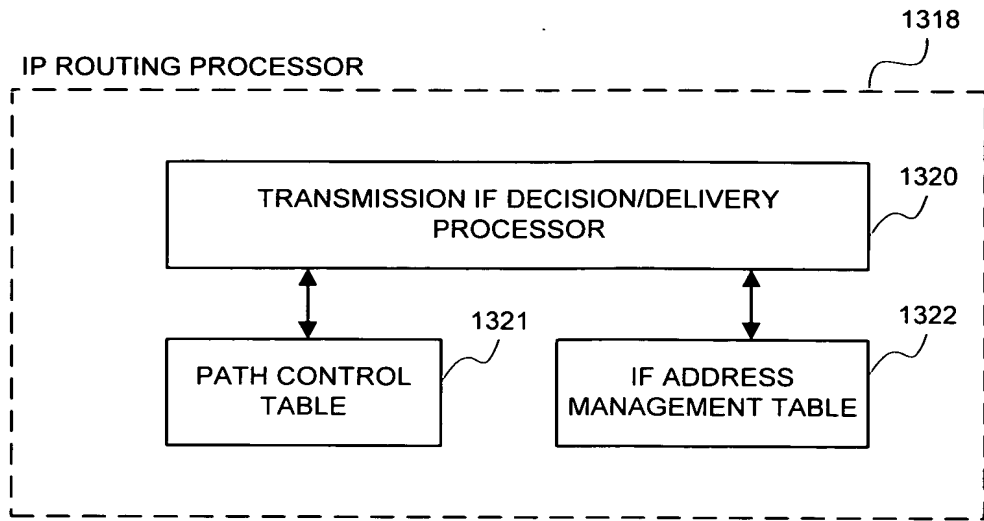 1318
IP ROUTING PROCESSOR
TRANSMISSION IF DECISION/DELIVERY
PROCESSOR
1320
1321
PATH CONTROL
TABLE
1322
IF ADDRESS
MANAGEMENT TABLE